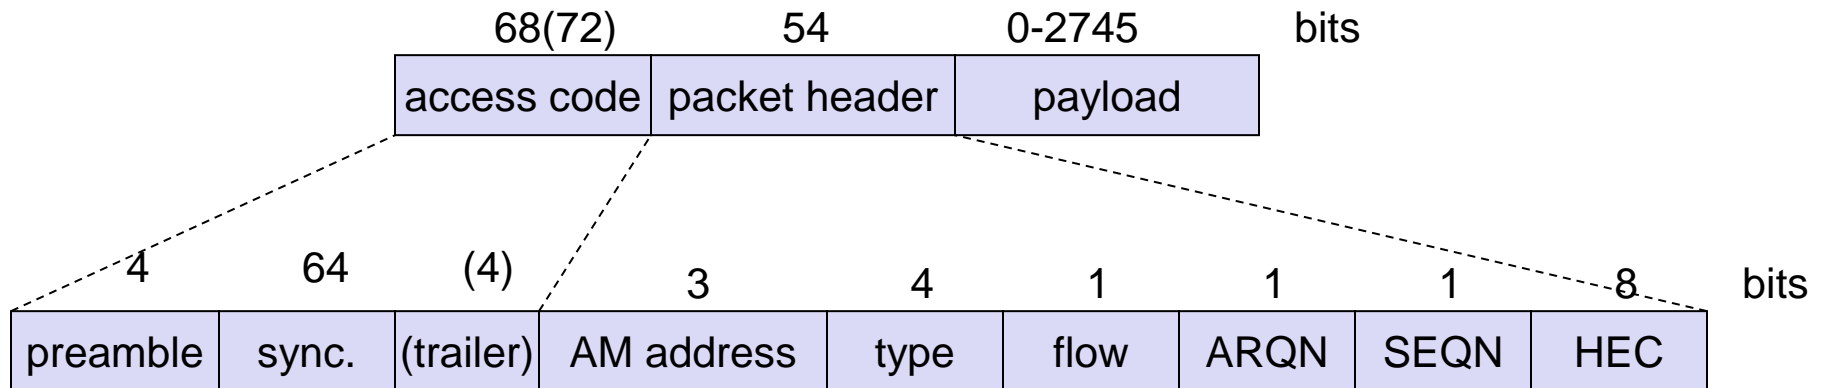 68(72) 54 0-2745 bits
access code packet header payload
4 64 (4) 3 4 1 1 1 8 bits
preamble sync. (trailer) AM address type flow ARQN SEQN HEC